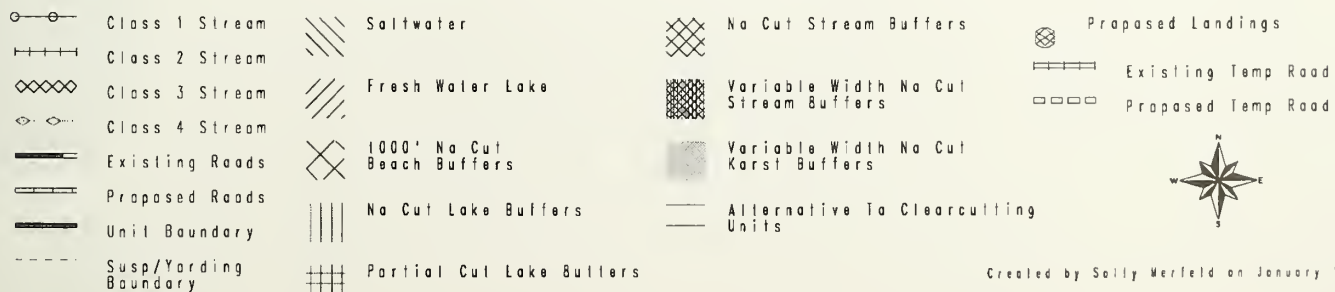 Class 1 Stream
Class 2 Stream
Class 3 Stream
Class 4 Stream
Existing Roads
Proposed Roads
Unit Boundary
Susp/Yarding
Boundary
Saltwater
Fresh Water Lake
1000' No Cut
Beach Buffers
No Cut Lake Buffers
Partial Cut Lake Buffers
No Cut Stream Buffers
Variable Width No Cut
Stream Buffers
Variable Width No Cut
Karst Buffers
Alternative To Clearcutting
Units
Proposed Landings
Existing Temp Road
Proposed Temp Road
N
W E
S
Created by Sally Merfeld on January